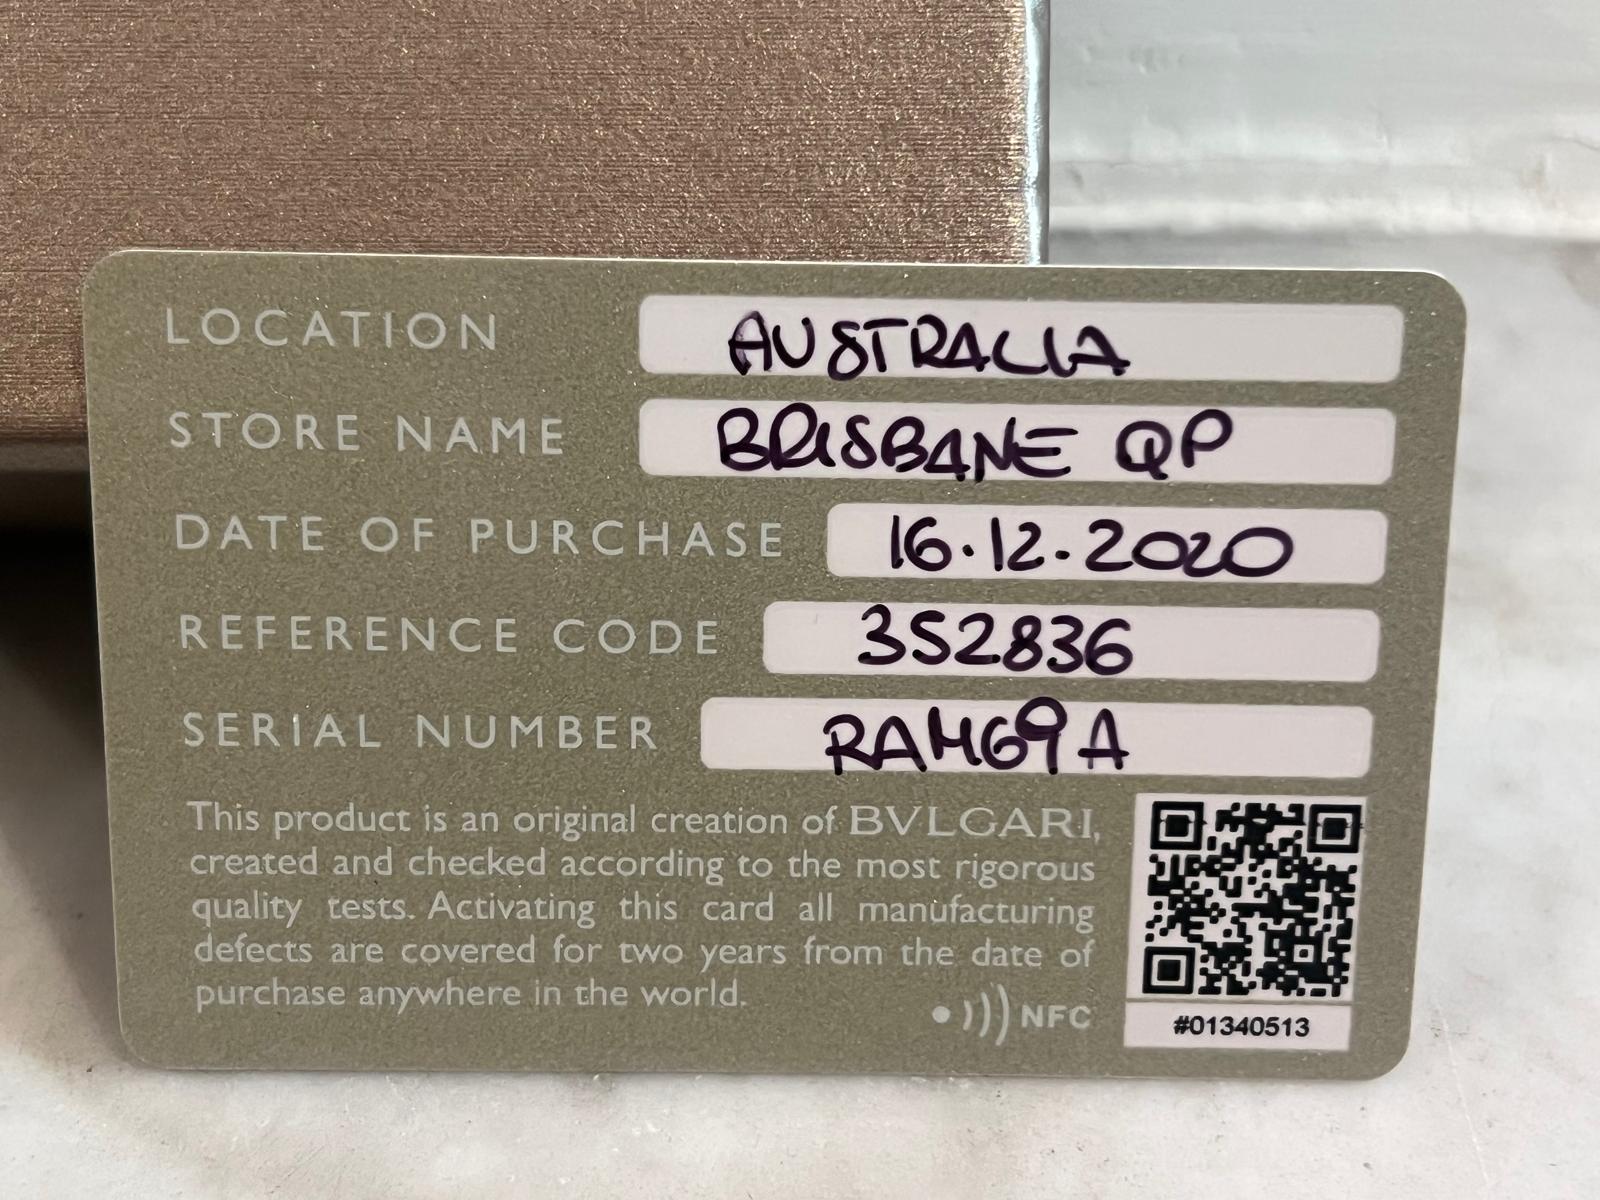 LOCATION AUSTRALIA
STORE NAME BRISBANE QP
DATE OF PURCHASE 16.12.2020
REFERENCE CODE 352836
SERIAL NUMBER RAM69A
This product is an original creation of BVLGARI,
created and checked according to the most rigorous
quality tests. Activating this card all manufacturing
defects are covered for two years from the date of
purchase anywhere in the world.
NFC
#01340513